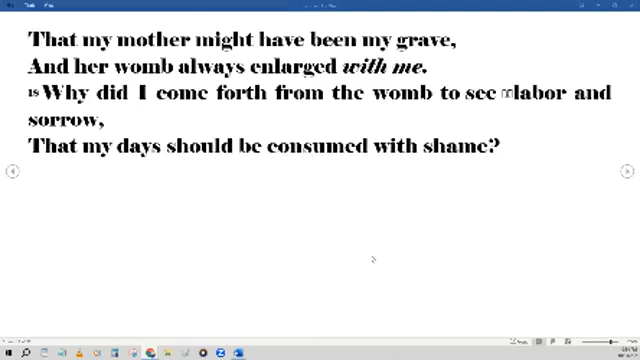 That my mother might have been my grave,
And her womb always enlarged with me.
18 Why did I come forth from the womb to see labor and
sorrow,
That my days should be consumed with shame?